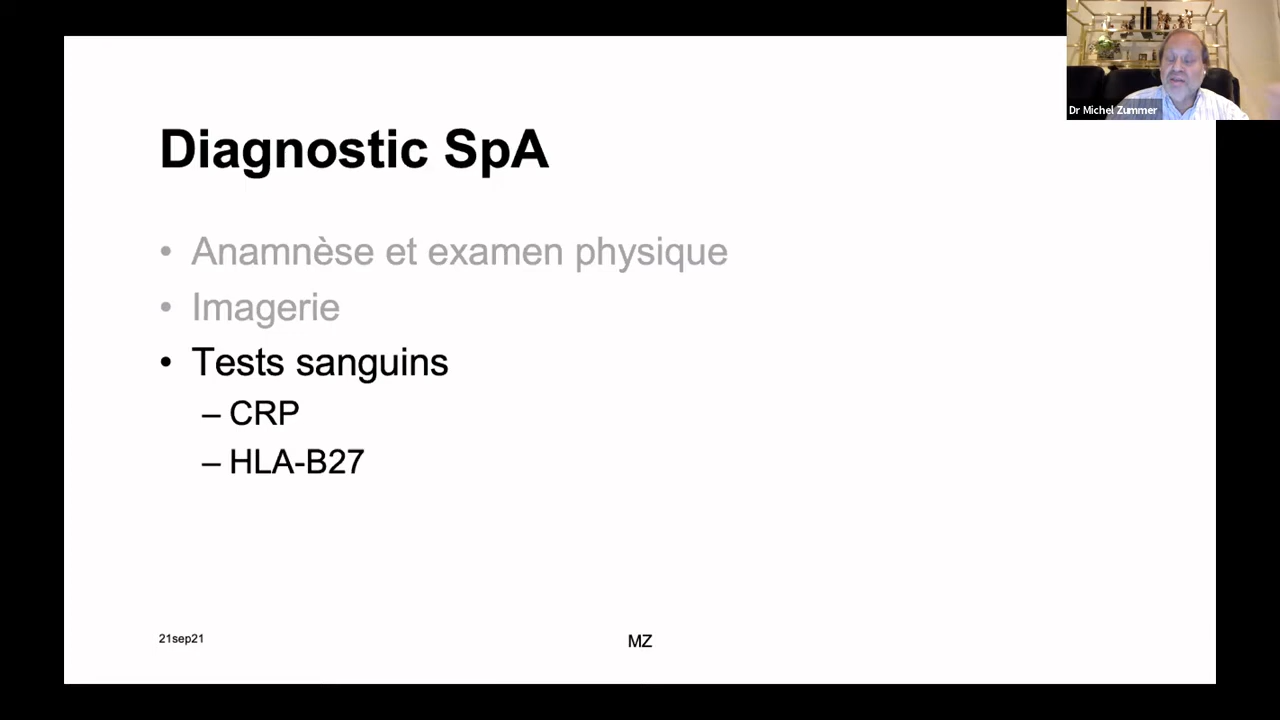 Dr Michel Zummer
Diagnostic SpA
• Anamnèse et examen physique
• Imagerie
• Tests sanguins
– CRP
– HLA-B27
21sep21
MZ